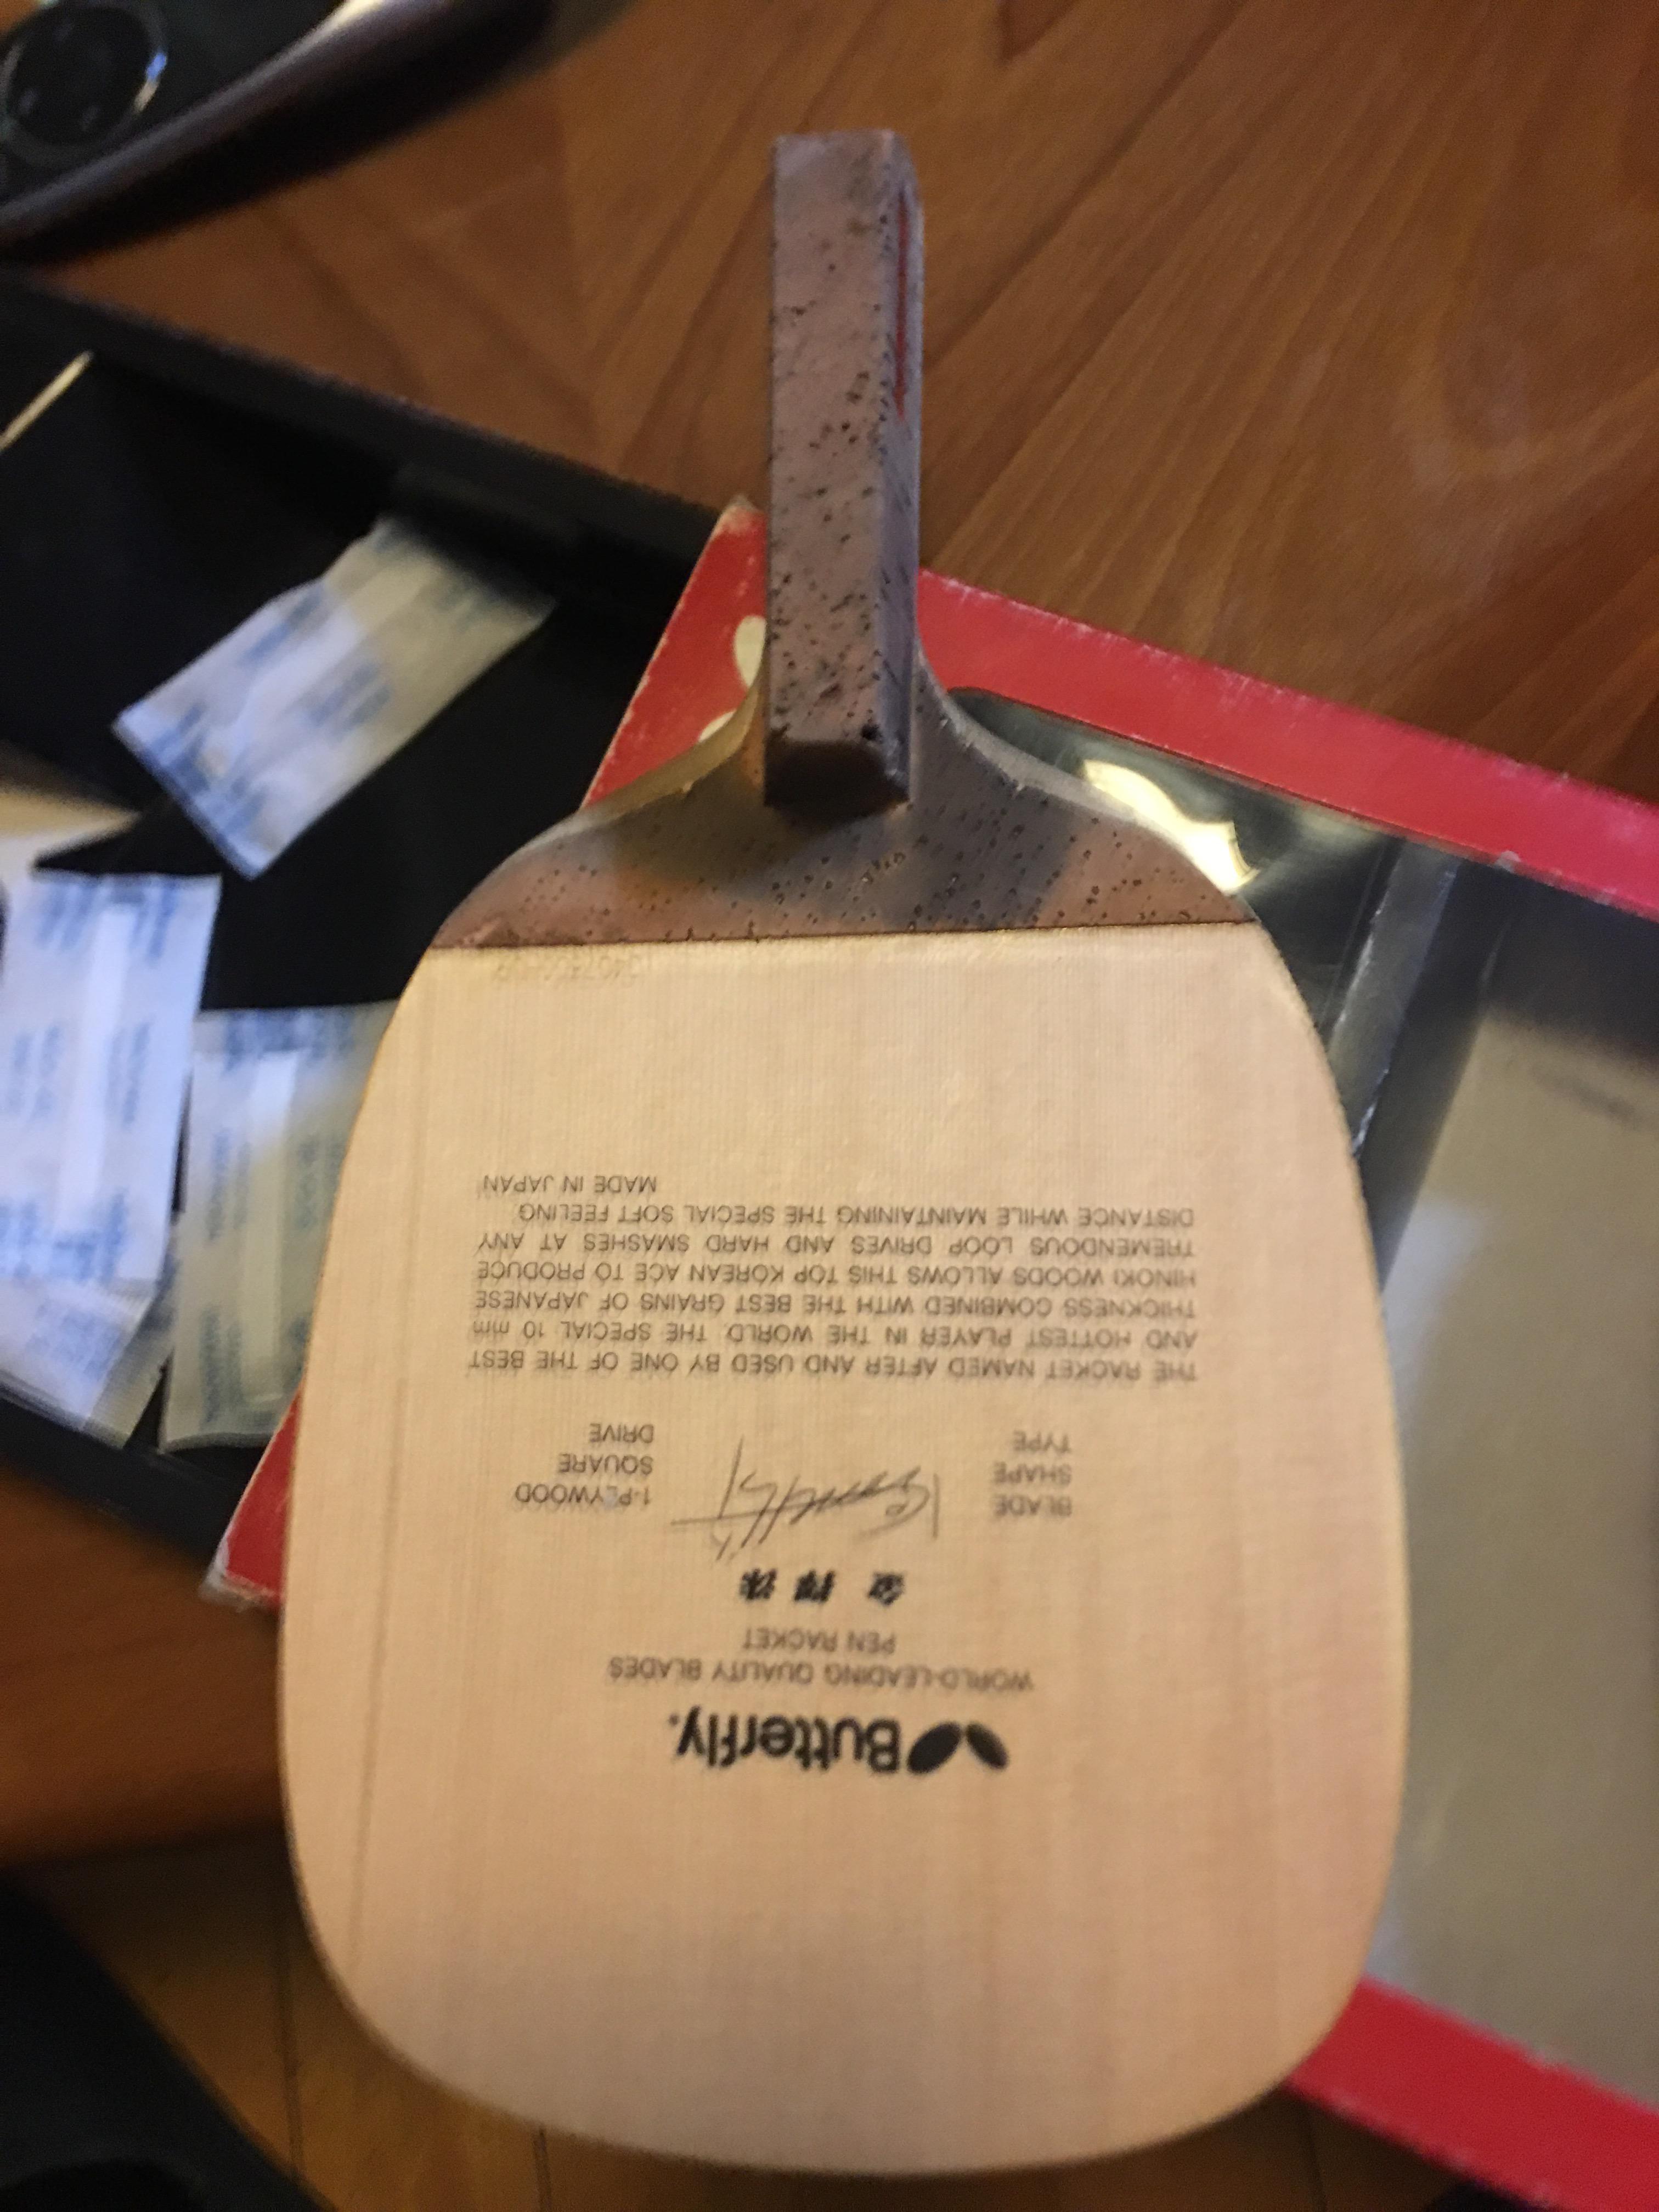 Butterfly.
WORLD-LEADING QUALITY BLADES
PEN RACKET
金 擇 洙
BLADE 1-PLYWOOD
SHAPE SQUARE
TYPE DRIVE
THE RACKET NAMED AFTER AND USED BY ONE OF THE BEST
AND HOTTEST PLAYER IN THE WORLD. THE SPECIAL 10 mm
THICKNESS COMBINED WITH THE BEST GRAINS OF JAPANESE
HINOKI WOODS ALLOWS THIS TOP KOREAN ACE TO PRODUCE
TREMENDOUS LOOP DRIVES AND HARD SMASHES AT ANY
DISTANCE WHILE MAINTAINING THE SPECIAL SOFT FEELING
MADE IN JAPAN